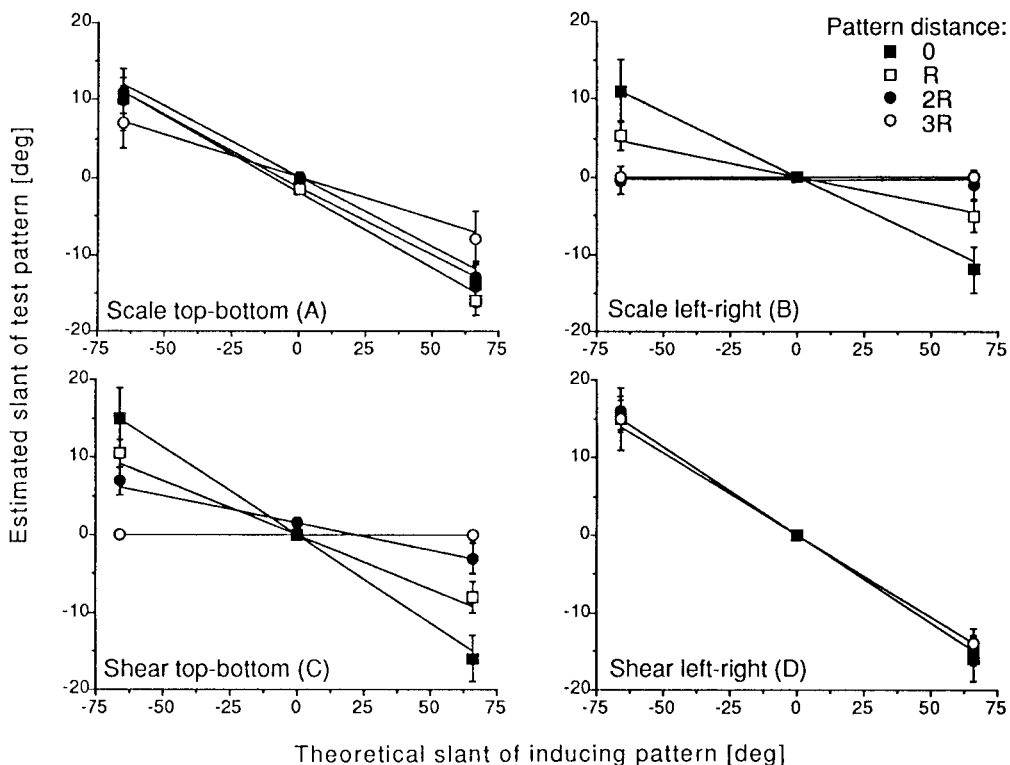 Pattern distance:
0
R
2R
3R
Estimated slant of test pattern [deg]
20
10
0
-10
-20
-75 -50 -25 0 25 50 75
Scale top-bottom (A)
20
10
0
-10
-20
-75 -50 -25 0 25 50 75
Scale left-right (B)
20
10
0
-10
-20
-75 -50 -25 0 25 50 75
Shear top-bottom (C)
20
10
0
-10
-20
-75 -50 -25 0 25 50 75
Shear left-right (D)
Theoretical slant of inducing pattern [deg]